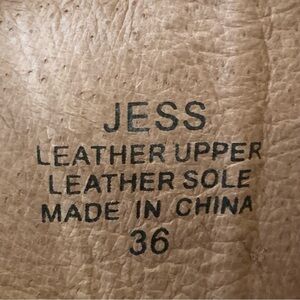 JESS
LEATHER UPPER
LEATHER SOLE
MADE IN CHINA
36